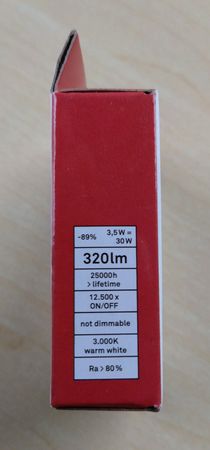 -89% 3,5W =
30W
320lm
25000h
> lifetime
12.500 x
ON/OFF
not dimmable
3.000K
warm white
Ra > 80%